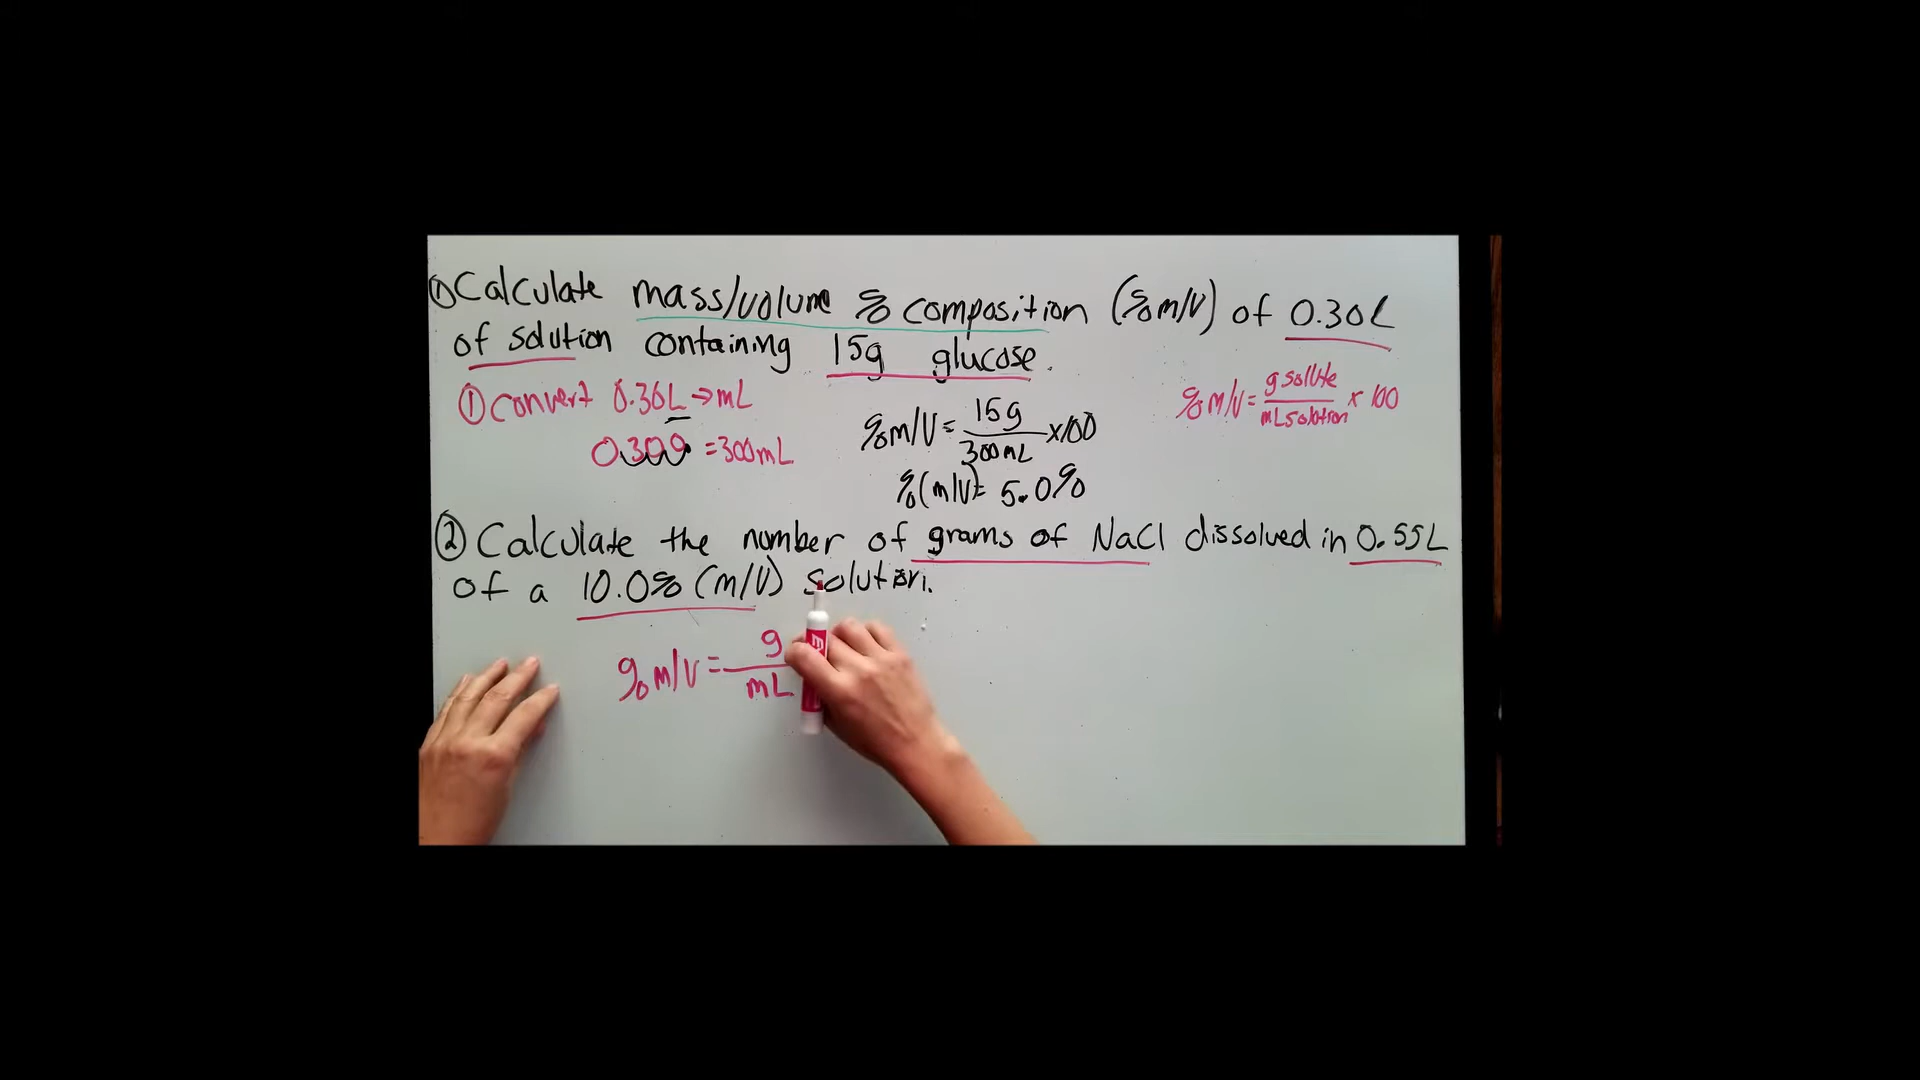 ① Calculate mass/volume % composition (% m/v) of 0.30L
of solution containing 15g glucose.
① Convert 0.30L → mL
0.300 = 300mL
% m/v = g solute / mL solution x 100
% m/v = 15g / 300mL x 100
% (m/v) = 5.0%
② Calculate the number of grams of NaCl dissolved in 0.55L
of a 10.0% (m/v) solution.
% m/v = g / mL